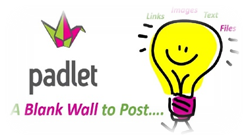 Images
Links
Text
Files
padlet
A Blank Wall to Post....